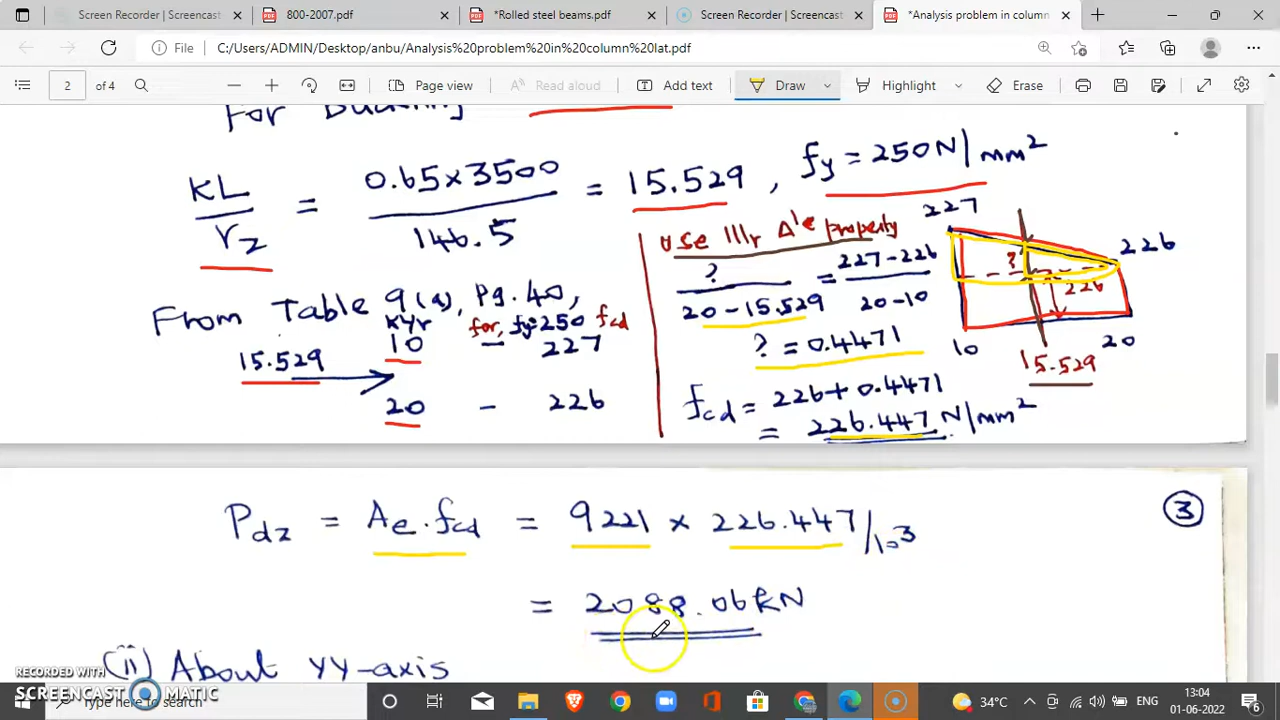 Screen Recorder | Screencast
800-2007.pdf
*Rolled steel beams.pdf
Screen Recorder | Screencast
*Analysis problem in column
File
C:/Users/ADMIN/Desktop/anbu/Analysis%20problem%20in%20column%20lat.pdf
2 of 4
Page view
Read aloud
Add text
Draw
Highlight
Erase
For Buckling
KL/rz = 0.65×3500/146.5 = 15.529, fy = 250N/mm²
From Table 9(a), Pg. 40,
KL/r for, fy=250 fcd
15.529 → 10 – 227
20 – 226
Use IIIr Δle property
?/20-15.529 = 227-226/20-10
? = 0.4471
fcd = 226+0.4471
= 226.447 N/mm²
227
226
?
226
10
15.529
20
Pdz = Ae.fcd = 9221 × 226.447/10³
3
= 2088.06kN
(ii) About YY-axis
RECORDED WITH
SCREENCAST MATIC
Type here to search
34°C
ENG
13:04
01-06-2022
6